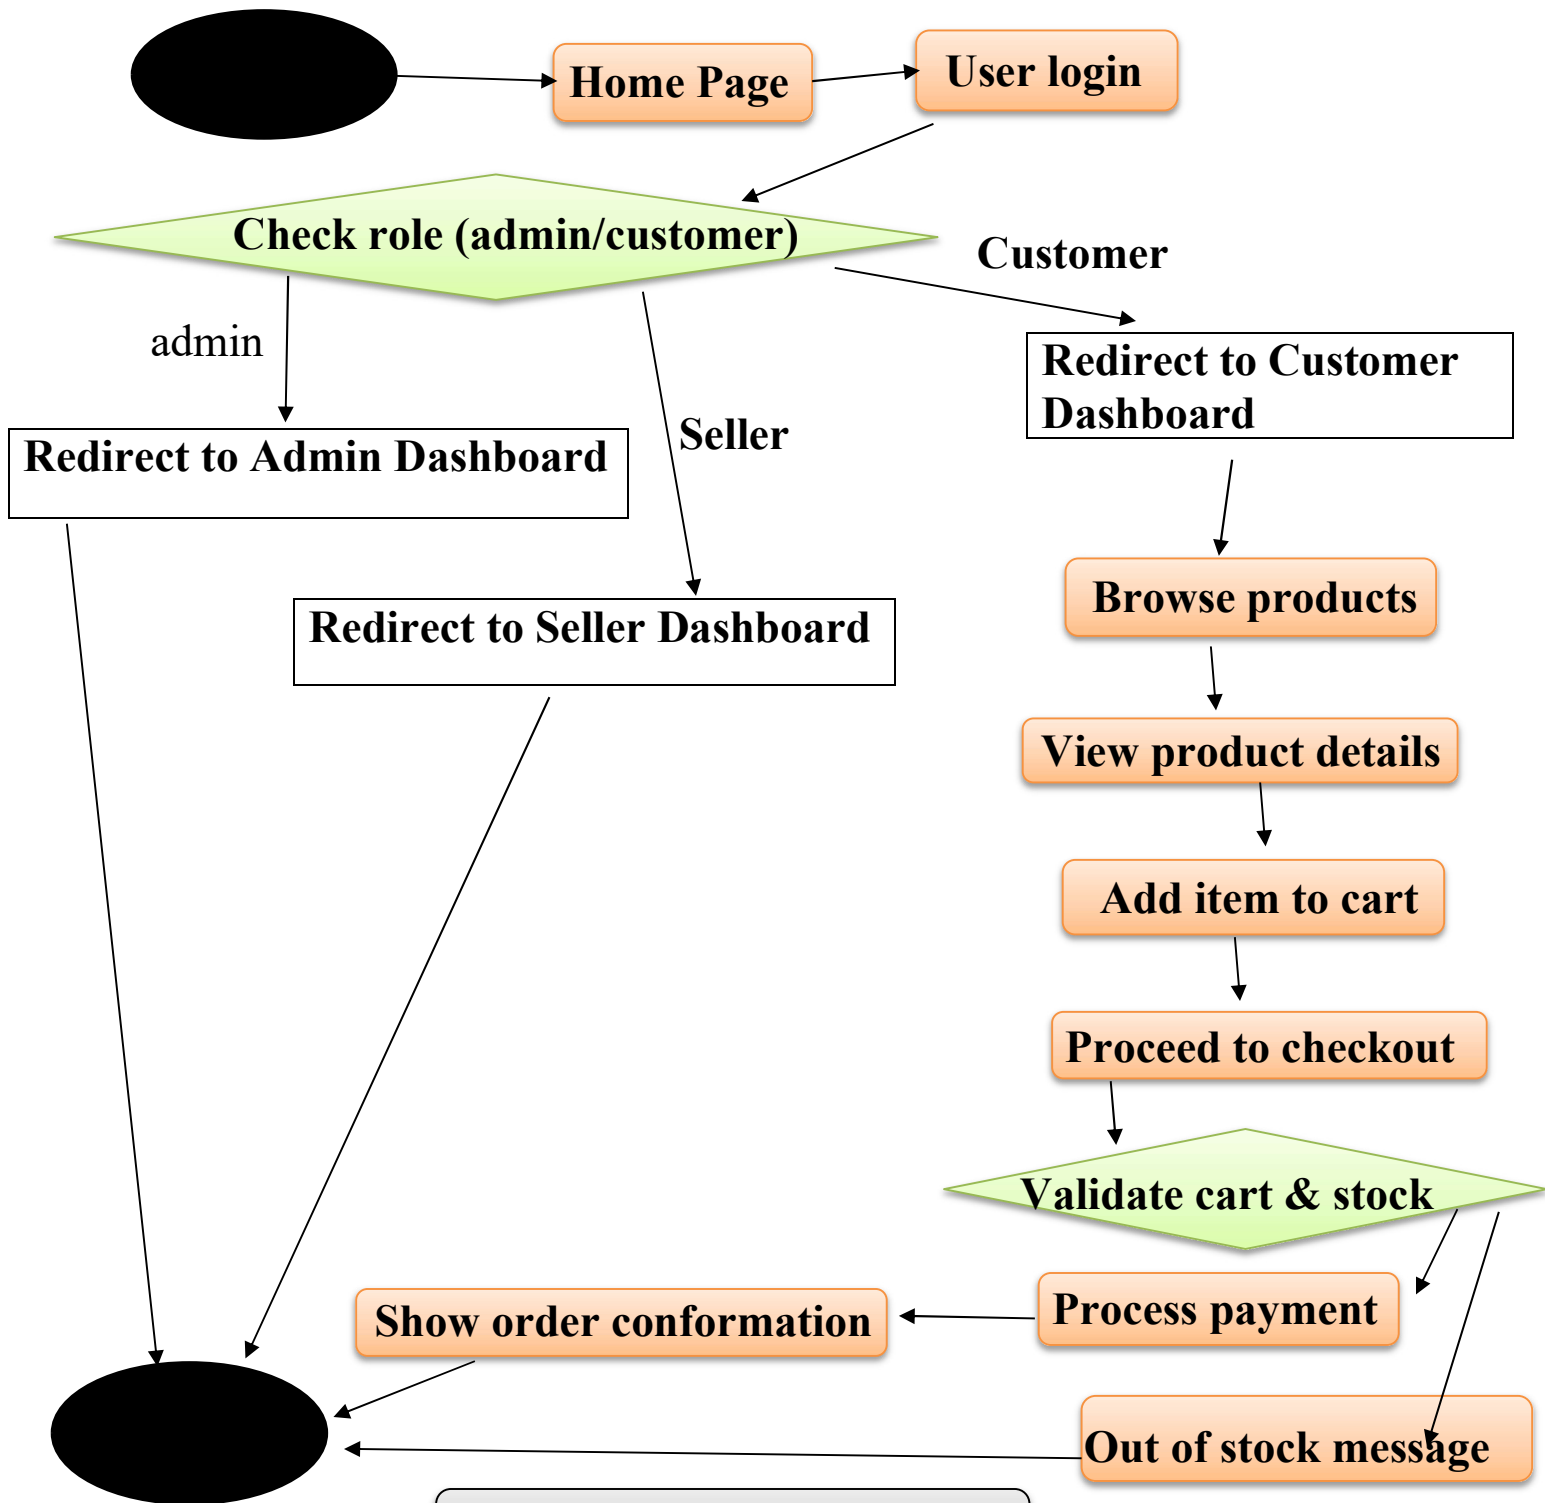 Home Page
User login
Check role (admin/customer)
Customer
admin
Redirect to Customer
Dashboard
Seller
Redirect to Admin Dashboard
Browse products
Redirect to Seller Dashboard
View product details
Add item to cart
Proceed to checkout
Validate cart & stock
Process payment
Show order conformation
Out of stock message